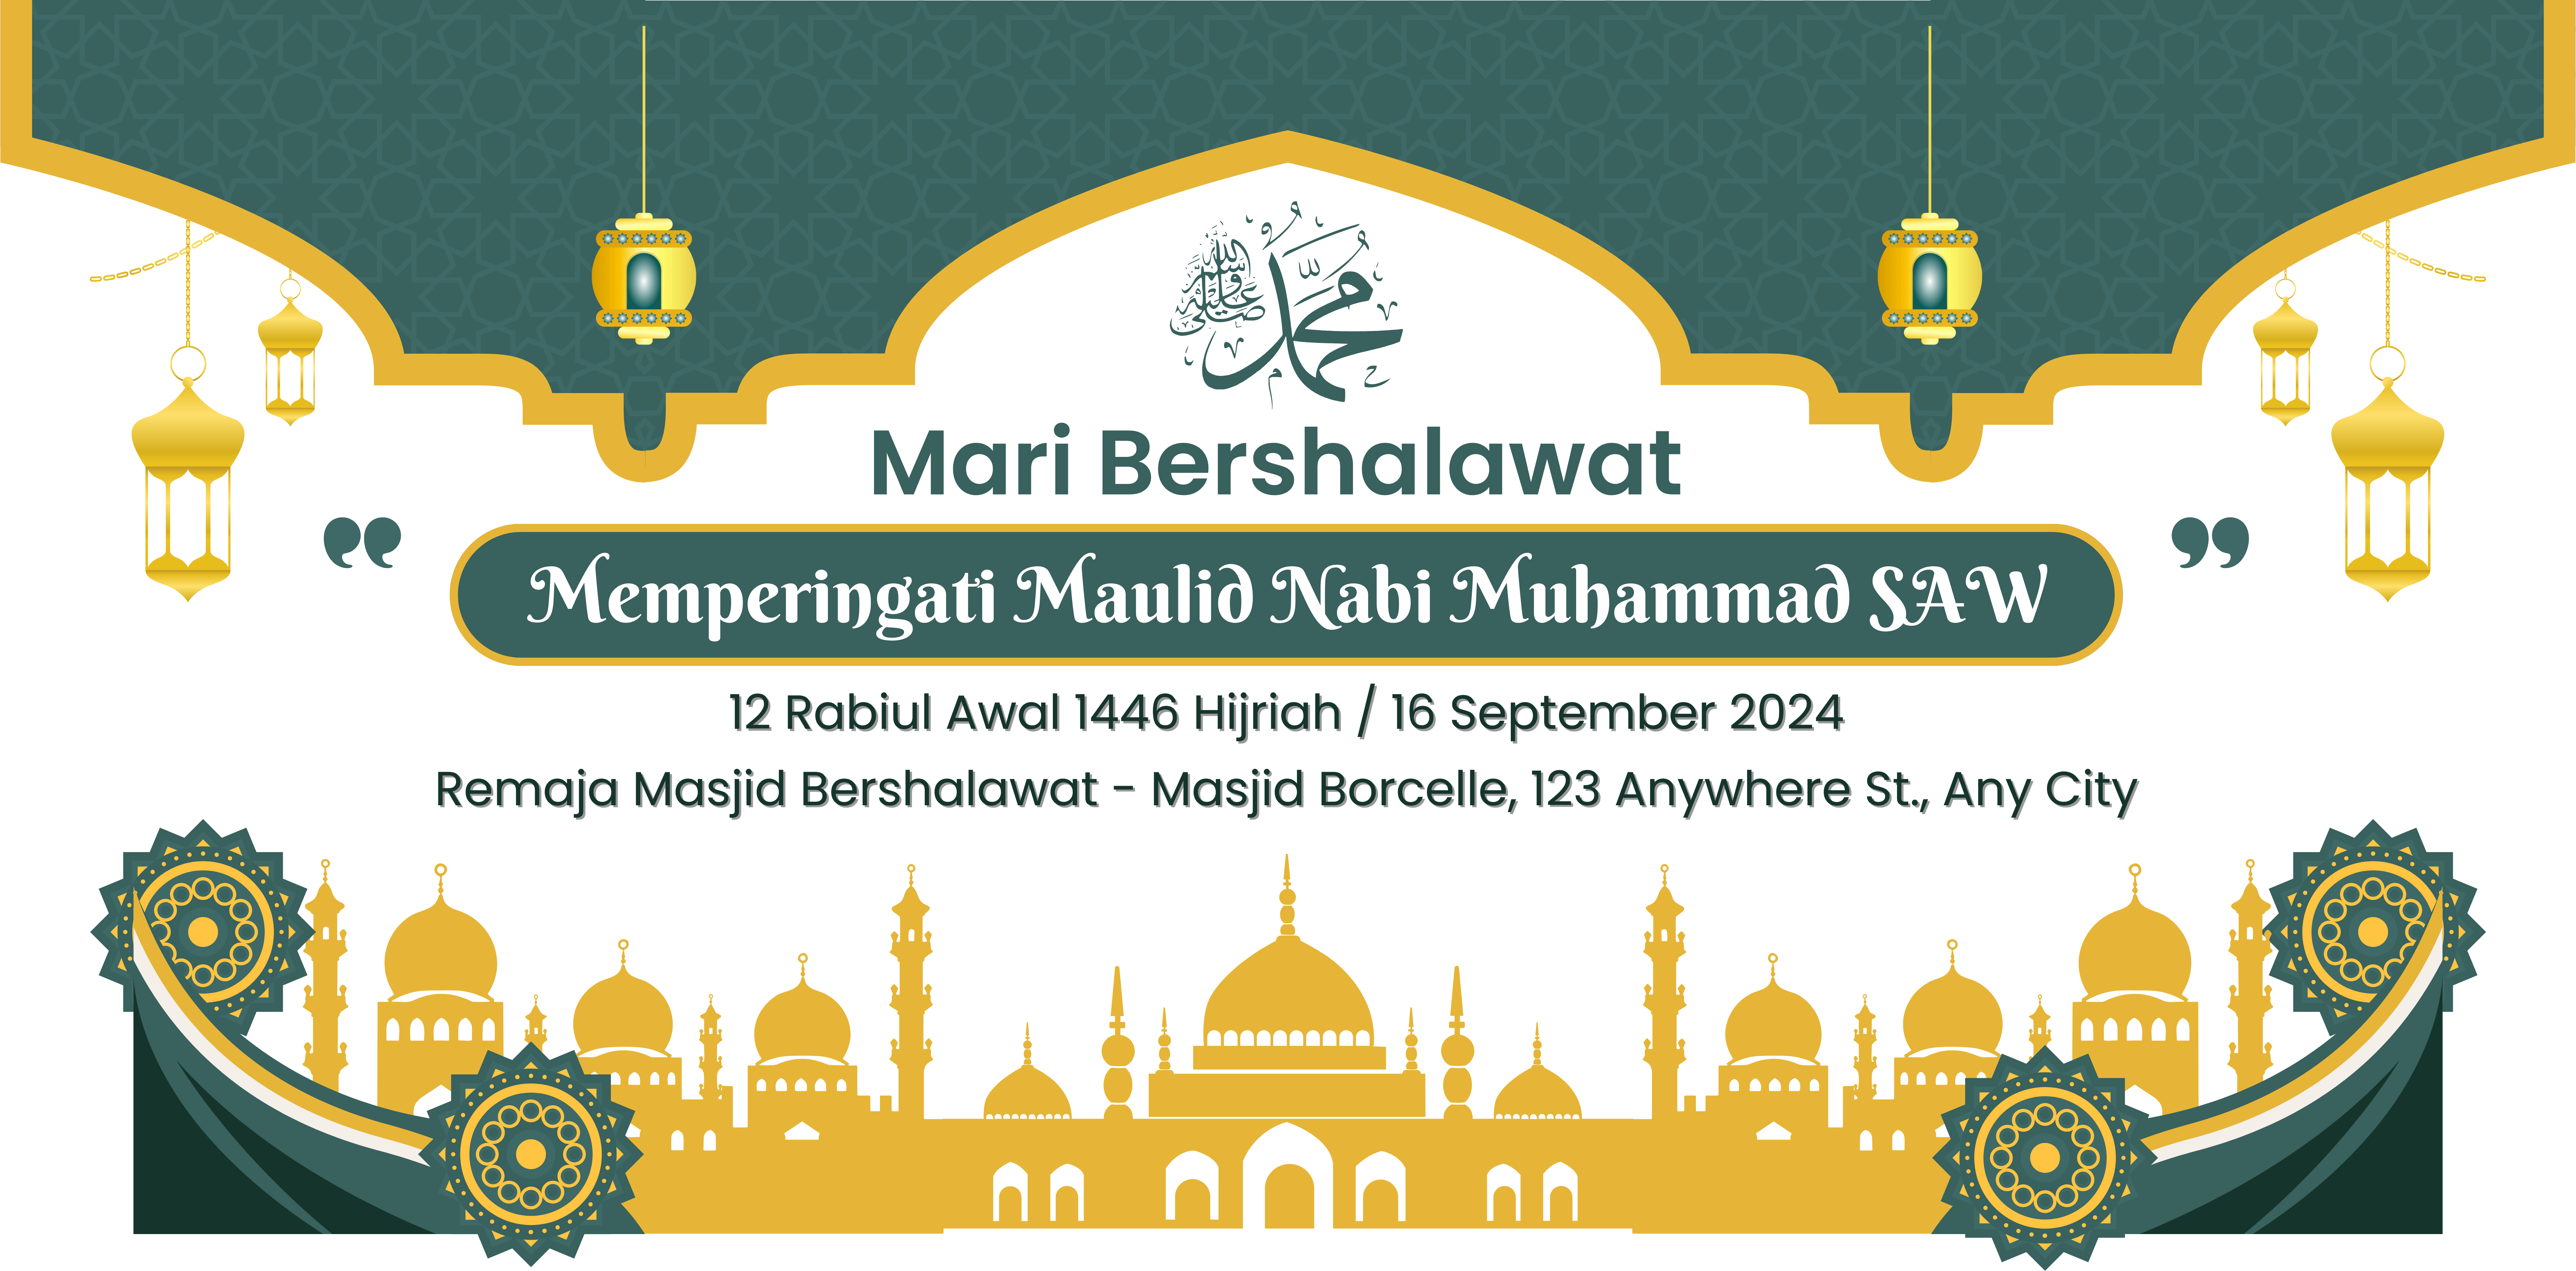 محمد
صلى الله عليه وسلم
Mari Bershalawat
” Memperingati Maulid Nabi Muhammad SAW ”
12 Rabiul Awal 1446 Hijriah / 16 September 2024
Remaja Masjid Bershalawat - Masjid Borcelle, 123 Anywhere St., Any City